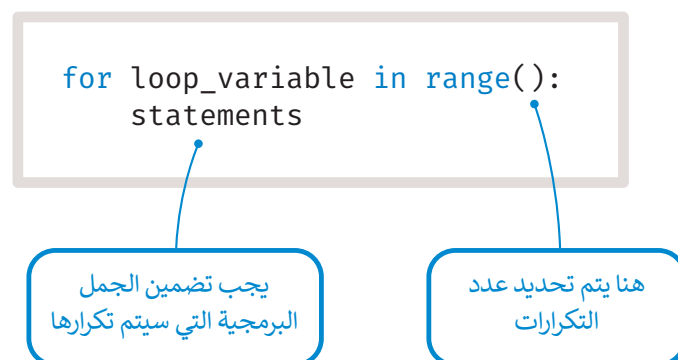 for loop_variable in range():
statements
هنا يتم تحديد عدد
التكرارات
يجب تضمين الجمل
البرمجية التي سيتم تكرارها